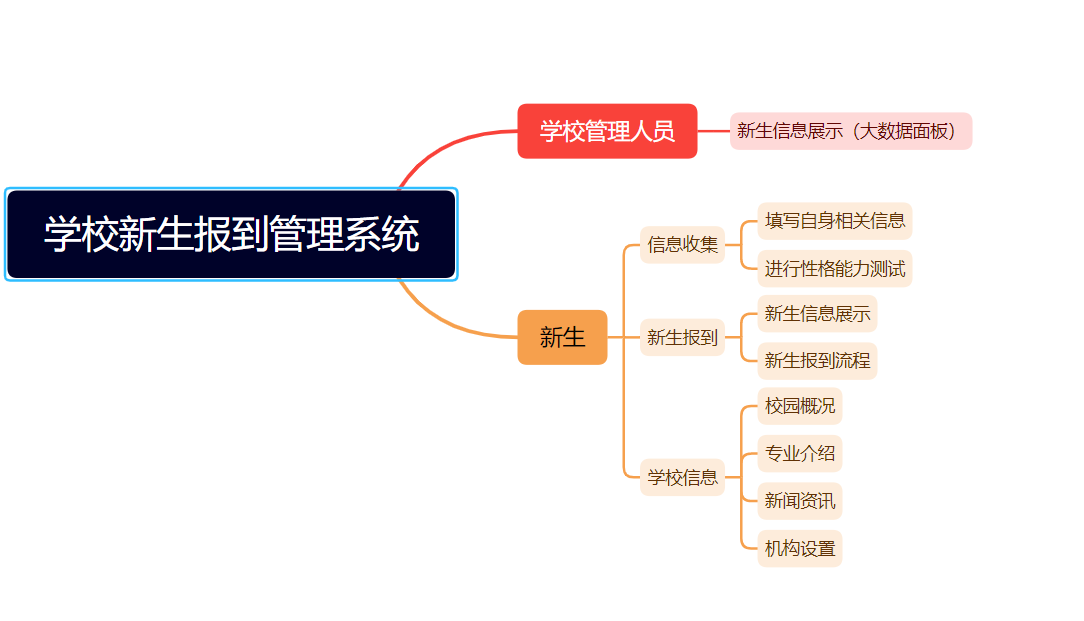 学校新生报到管理系统
学校管理人员
新生信息展示（大数据面板）
新生
信息收集
填写自身相关信息
进行性格能力测试
新生报到
新生信息展示
新生报到流程
学校信息
校园概况
专业介绍
新闻资讯
机构设置